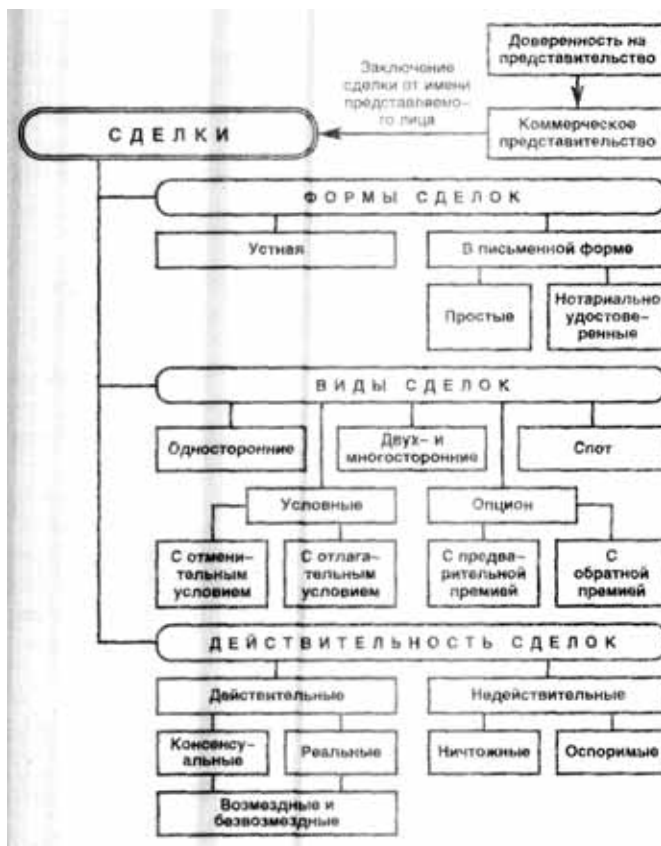 Доверенность на
представительство
Заключение
сделки от имени
представляемо-
го лица
СДЕЛКИ
Коммерческое
представительство
ФОРМЫ СДЕЛОК
Устная
В письменной форме
Простые
Нотариально
удостове-
ренные
ВИДЫ СДЕЛОК
Односторонние
Двух- и
многосторонние
Спот
Условные
Опцион
С отмени-
тельным
условием
С отлага-
тельным
условием
С предва-
рительной
премией
С
обратной
премией
ДЕЙСТВИТЕЛЬНОСТЬ СДЕЛОК
Действительные
Недействительные
Консенсу-
альные
Реальные
Ничтожные
Оспоримые
Возмездные и
безвозмездные